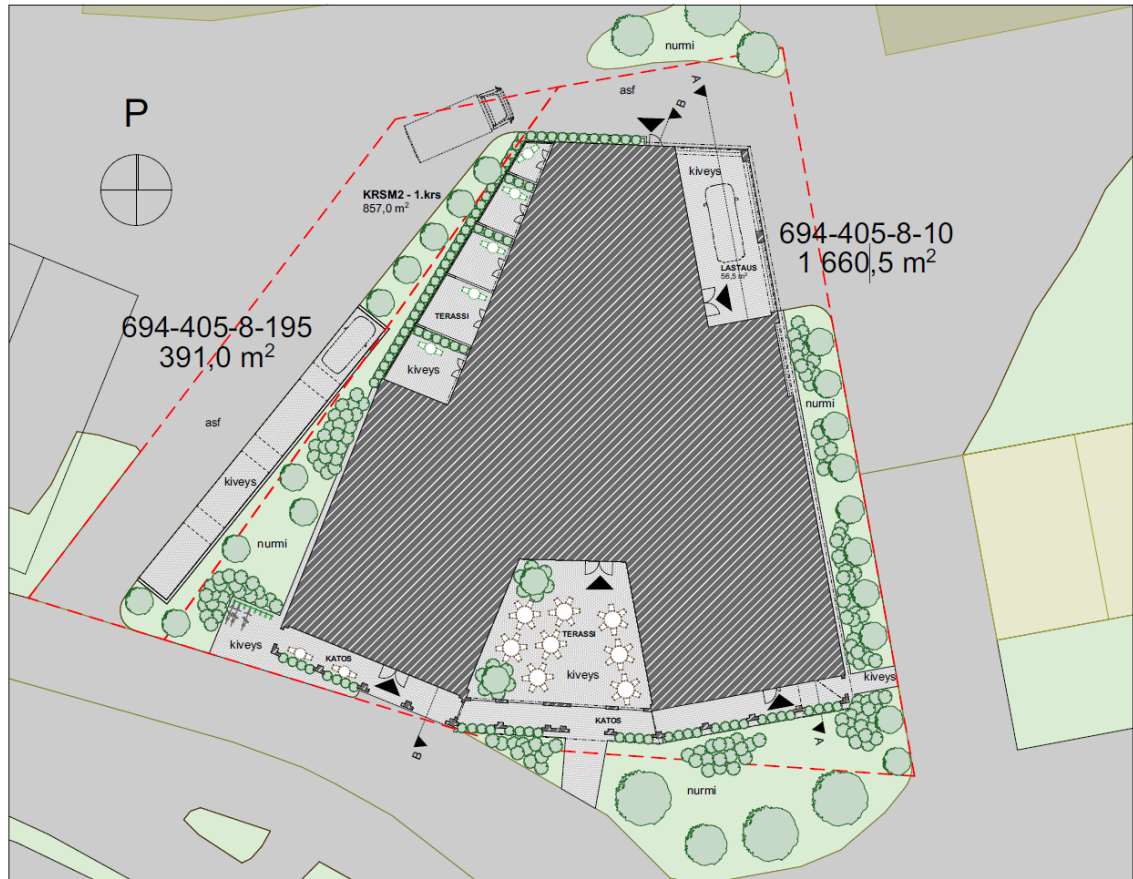 nurmi
asf
A
B
P
kiveys
KRSM2 - 1.krs
857,0 m²
694-405-8-10
1 660,5 m²
LASTAUS
56,5 m²
TERASSI
694-405-8-195
391,0 m²
kiveys
nurmi
asf
kiveys
nurmi
TERASSI
kiveys
kiveys
KATOS
kiveys
KATOS
A
B
nurmi